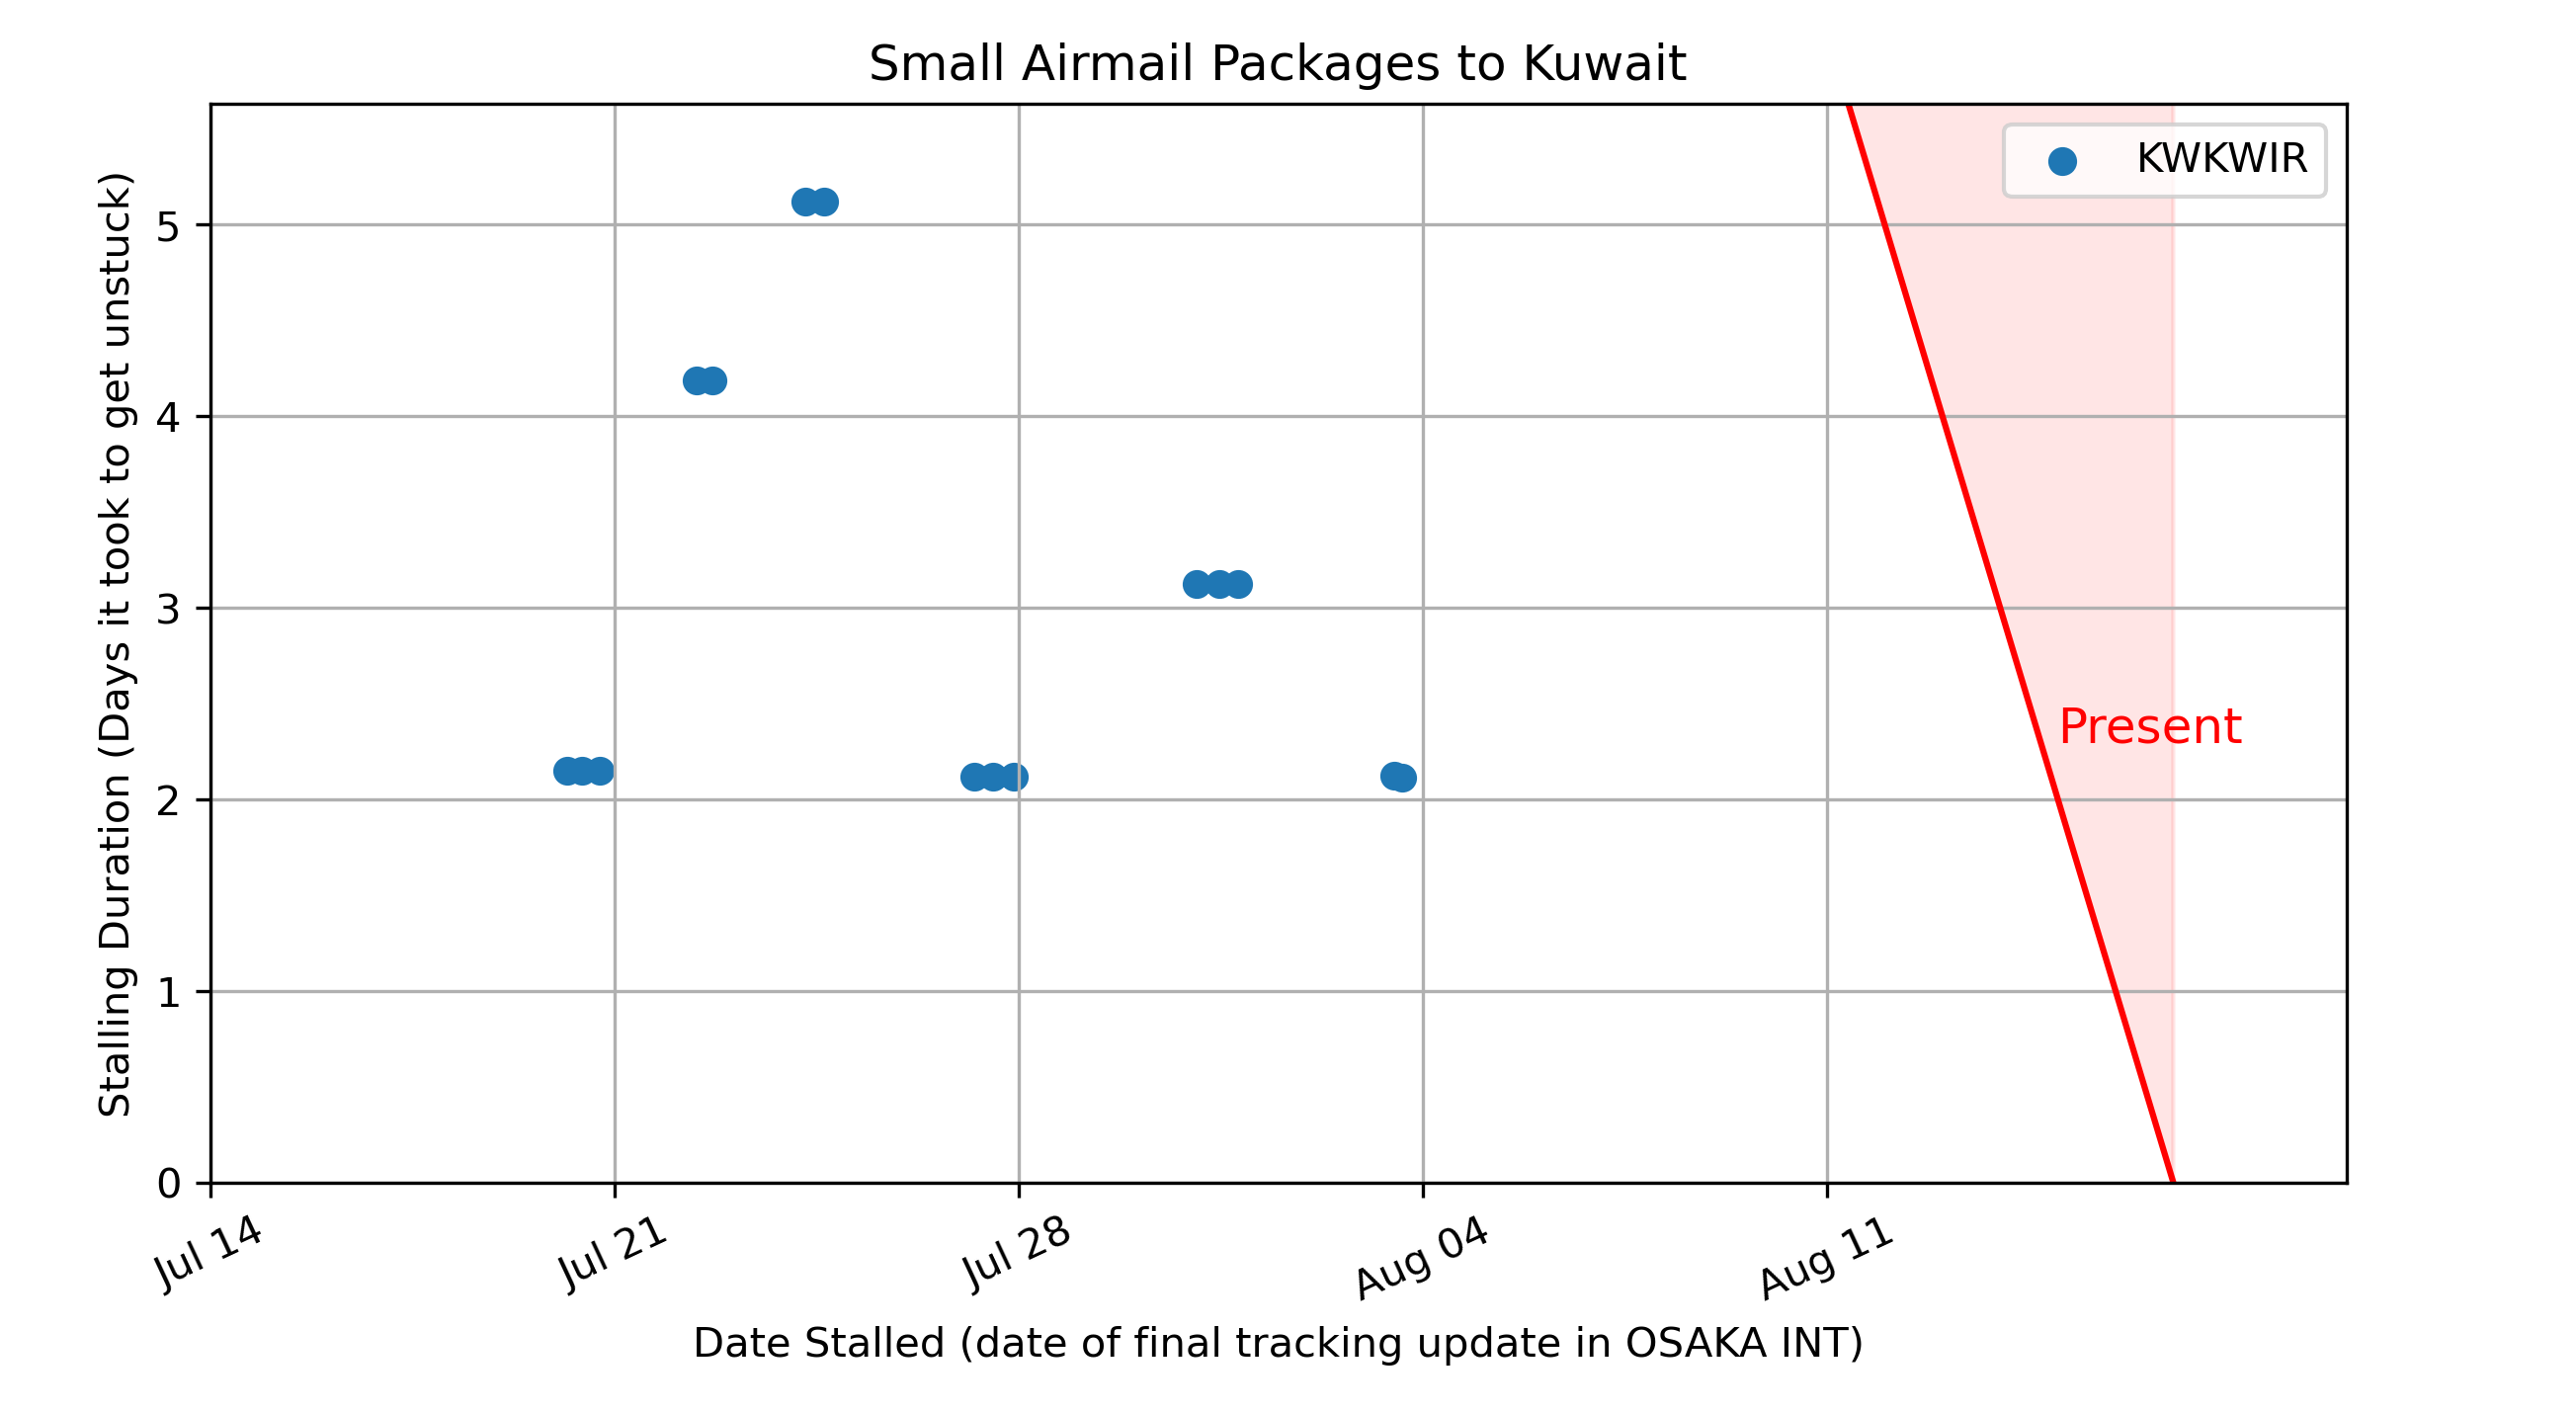 Small Airmail Packages to Kuwait
KWKWIR
Stalling Duration (Days it took to get unstuck)
5
4
3
2
1
0
Present
Jul 14
Jul 21
Jul 28
Aug 04
Aug 11
Date Stalled (date of final tracking update in OSAKA INT)